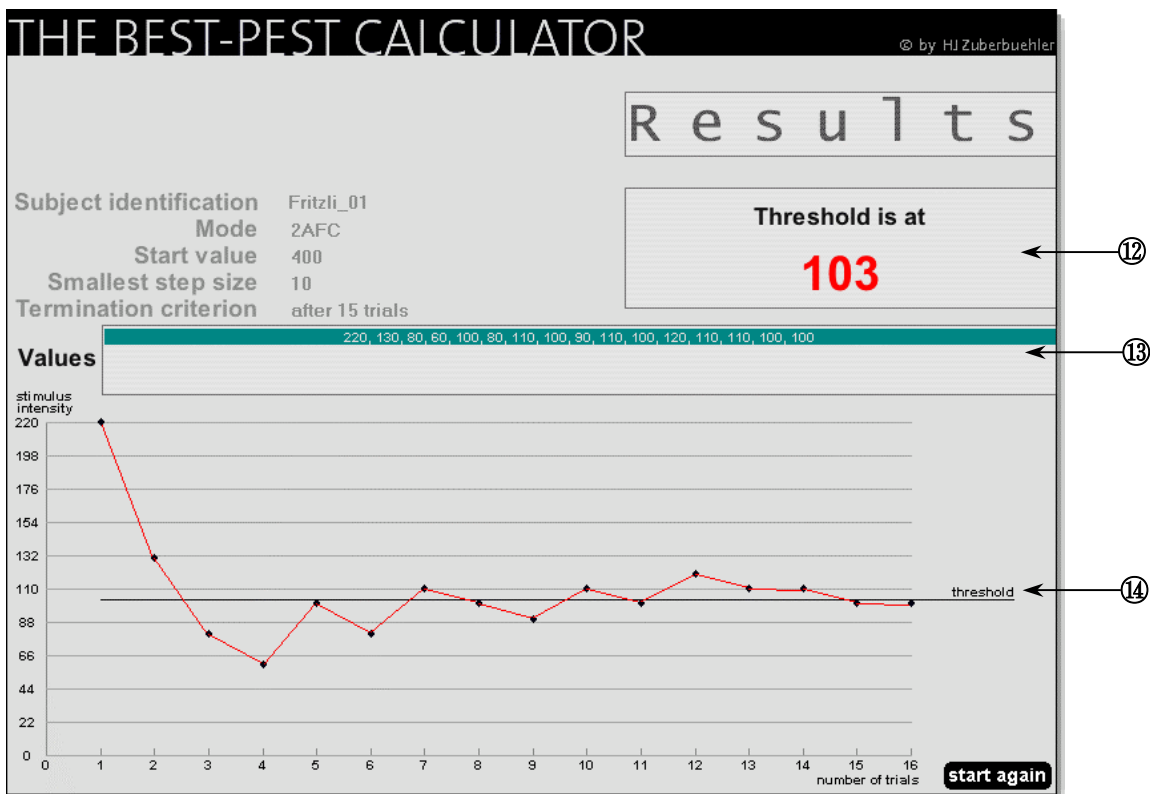 THE BEST-PEST CALCULATOR
© by HJ Zuberbuehler
Results
Subject identification Fritzli_01
Mode 2AFC
Start value 400
Smallest step size 10
Termination criterion after 15 trials
Threshold is at
103
⑫
Values
220, 130, 80, 60, 100, 80, 110, 100, 90, 110, 100, 120, 110, 110, 100, 100
⑬
stimulus
intensity
220
198
176
154
132
110
88
66
44
22
0
threshold
⑭
0 1 2 3 4 5 6 7 8 9 10 11 12 13 14 15 16
number of trials
start again